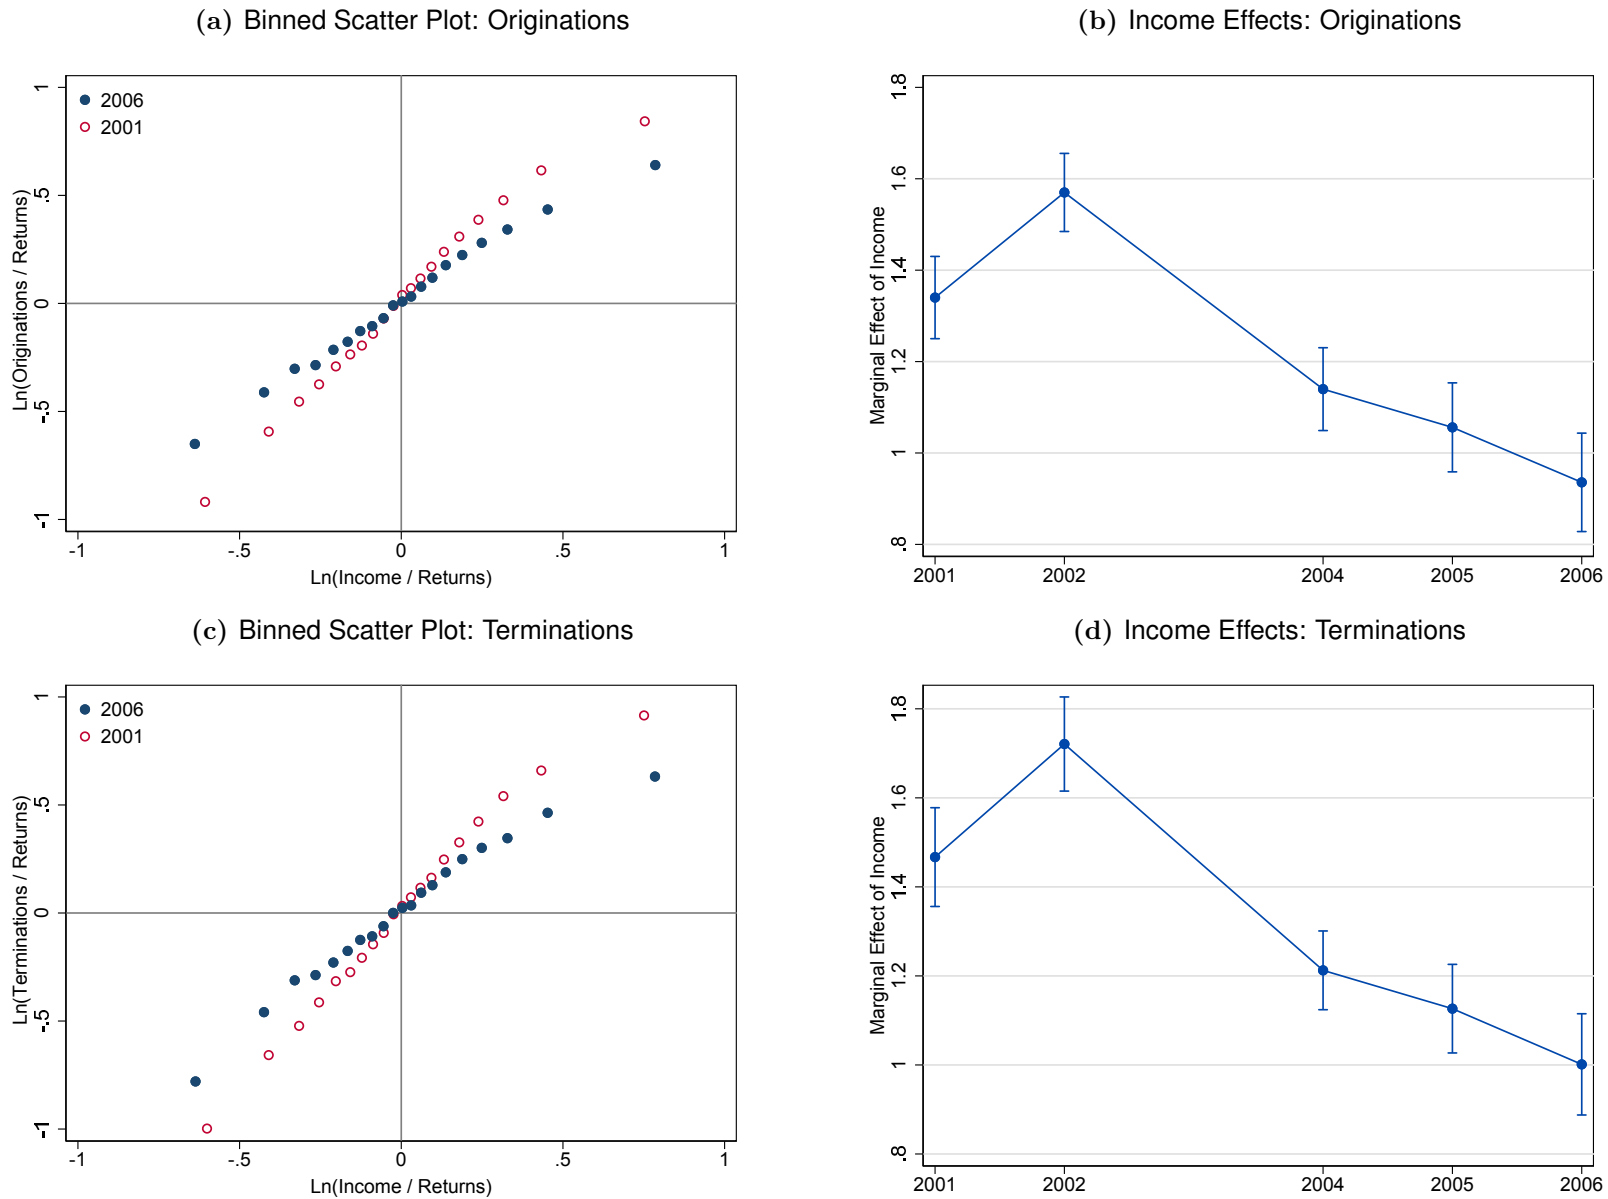 (a) Binned Scatter Plot: Originations
2006
2001
Ln(Originations / Returns)
1
.5
0
-.5
-1
-1 -.5 0 .5 1
Ln(Income / Returns)
(b) Income Effects: Originations
Marginal Effect of Income
1.8
1.6
1.4
1.2
1
.8
2001 2002 2004 2005 2006
(c) Binned Scatter Plot: Terminations
2006
2001
Ln(Terminations / Returns)
1
.5
0
-.5
-1
-1 -.5 0 .5 1
Ln(Income / Returns)
(d) Income Effects: Terminations
Marginal Effect of Income
1.8
1.6
1.4
1.2
1
.8
2001 2002 2004 2005 2006